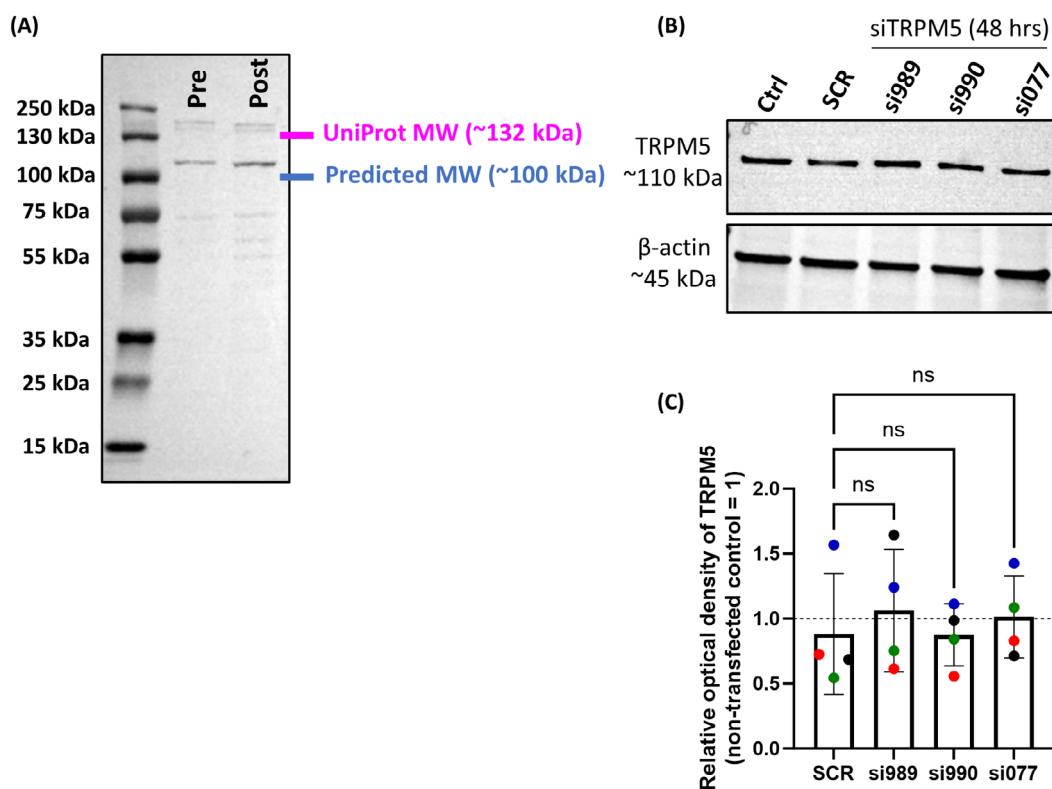 (A)
Pre
Post
250 kDa
130 kDa
100 kDa
75 kDa
55 kDa
35 kDa
25 kDa
15 kDa
UniProt MW (~132 kDa)
Predicted MW (~100 kDa)
(B)
siTRPM5 (48 hrs)
Ctrl
SCR
si989
si990
si077
TRPM5
~110 kDa
β-actin
~45 kDa
(C)
ns
ns
ns
Relative optical density of TRPM5
(non-transfected control = 1)
2.0
1.5
1.0
0.5
0.0
SCR
si989
si990
si077